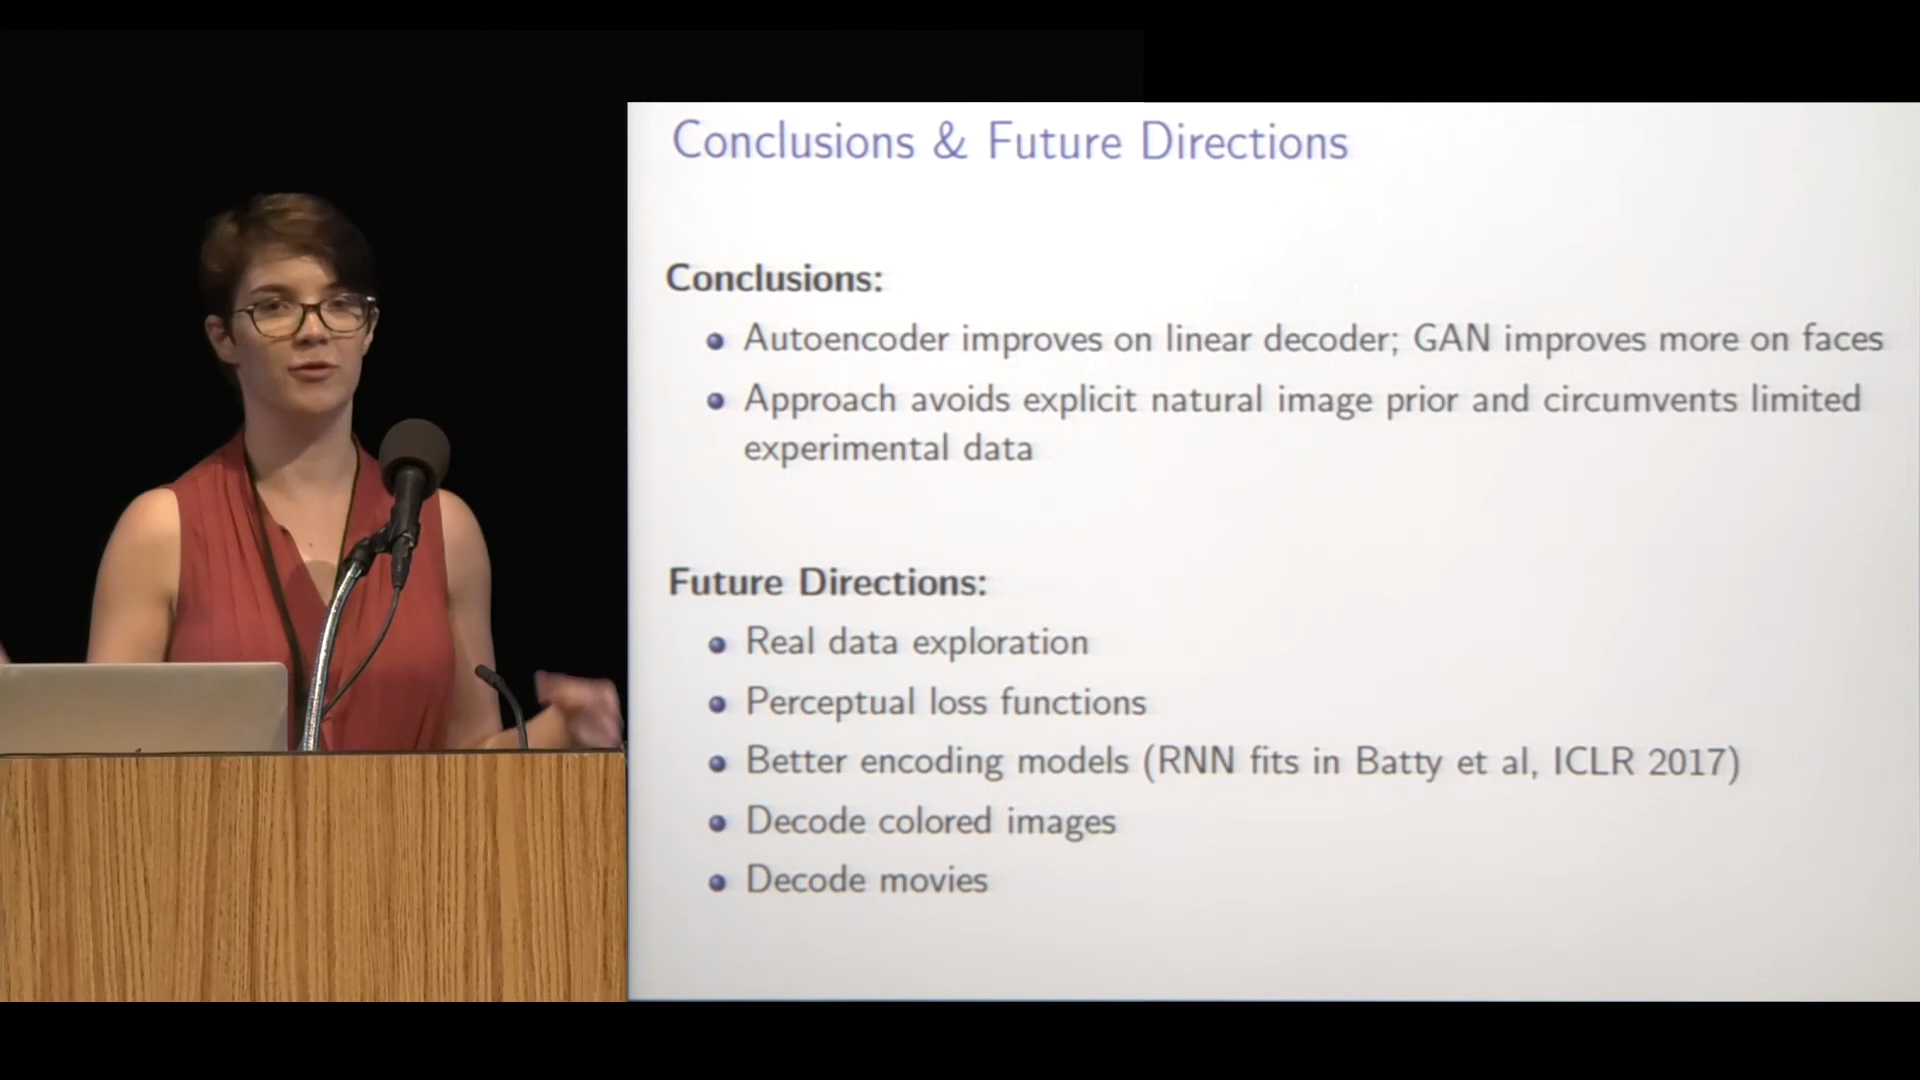 Conclusions & Future Directions
Conclusions:
Autoencoder improves on linear decoder; GAN improves more on faces
Approach avoids explicit natural image prior and circumvents limited
experimental data
Future Directions:
Real data exploration
Perceptual loss functions
Better encoding models (RNN fits in Batty et al, ICLR 2017)
Decode colored images
Decode movies